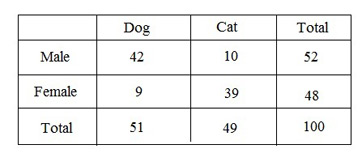 Dog Cat Total
Male 42 10 52
Female 9 39 48
Total 51 49 100